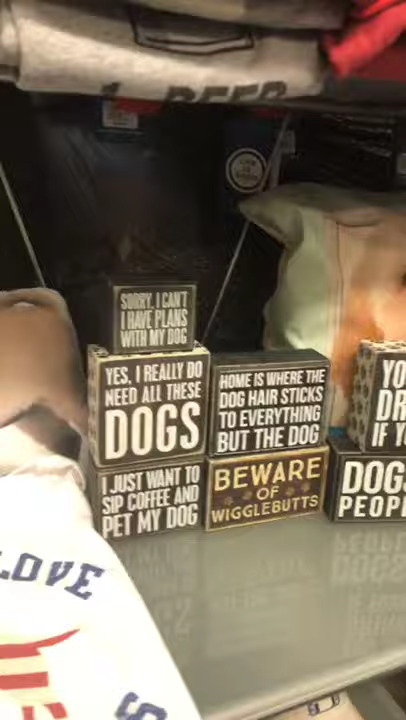 BEER
SORRY, I CAN'T
I HAVE PLANS
WITH MY DOG
YES, I REALLY DO
NEED ALL THESE
DOGS
HOME IS WHERE THE
DOG HAIR STICKS
TO EVERYTHING
BUT THE DOG
I JUST WANT TO
SIP COFFEE AND
PET MY DOG
BEWARE
OF
WIGGLEBUTTS
IF
DOGS
LOVE